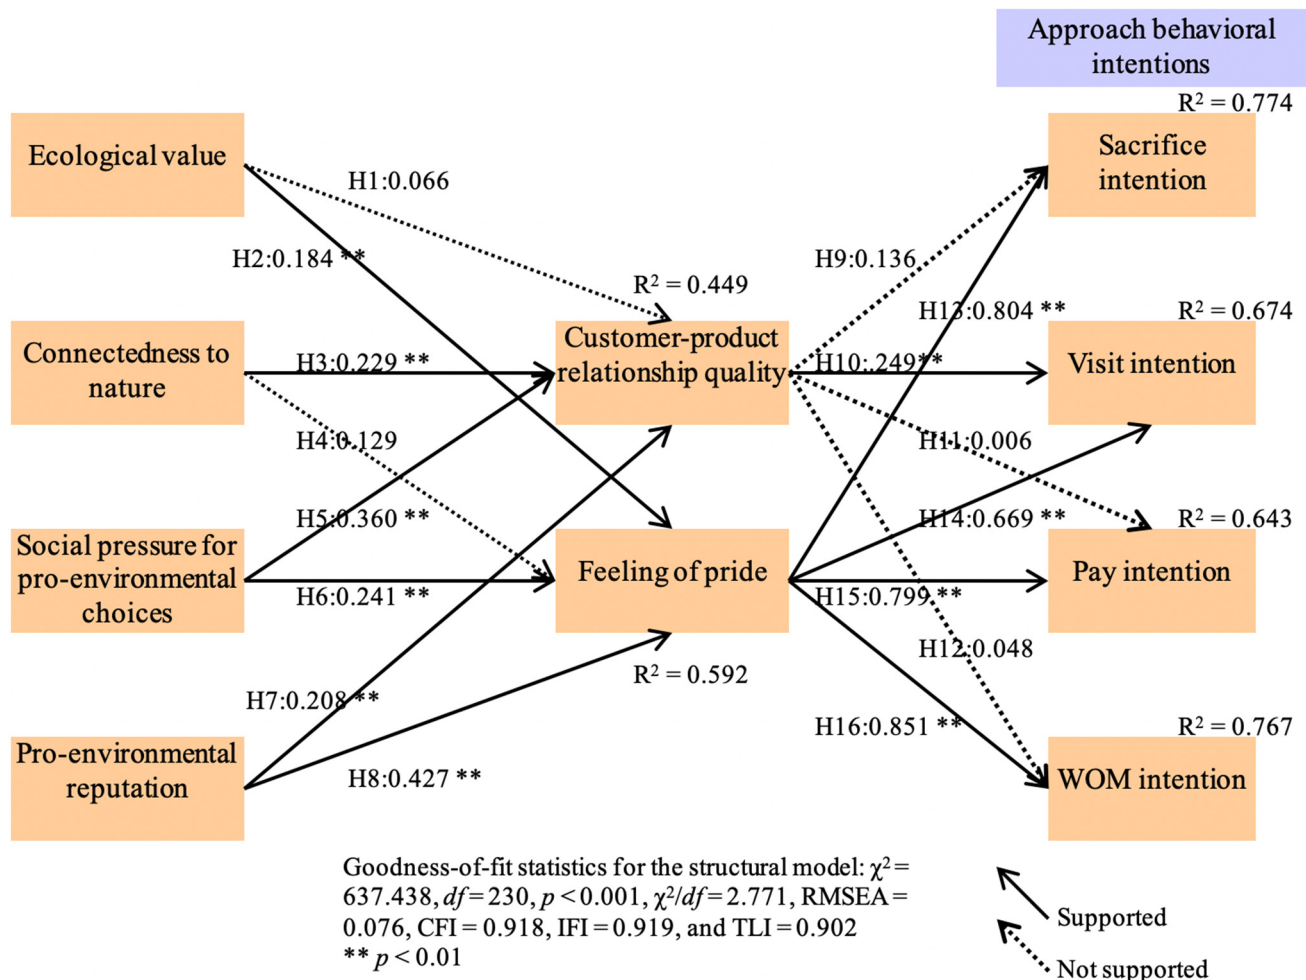 Approach behavioral
intentions
R² = 0.774
Ecological value
Sacrifice
intention
H1:0.066
H2:0.184 **
H9:0.136
R² = 0.449
H13:0.804 **
R² = 0.674
Connectedness to
nature
H3:0.229 **
Customer-product
relationship quality
H10:.249**
Visit intention
H4:0.129
H11:0.006
H5:0.360 **
H14:0.669 **
R² = 0.643
Social pressure for
pro-environmental
choices
H6:0.241 **
Feeling of pride
H15:0.799 **
Pay intention
H12:0.048
R² = 0.592
H7:0.208 **
H16:0.851 **
R² = 0.767
Pro-environmental
reputation
H8:0.427 **
WOM intention
Goodness-of-fit statistics for the structural model: χ² =
637.438, df = 230, p < 0.001, χ²/df = 2.771, RMSEA =
0.076, CFI = 0.918, IFI = 0.919, and TLI = 0.902
** p < 0.01
Supported
Not supported